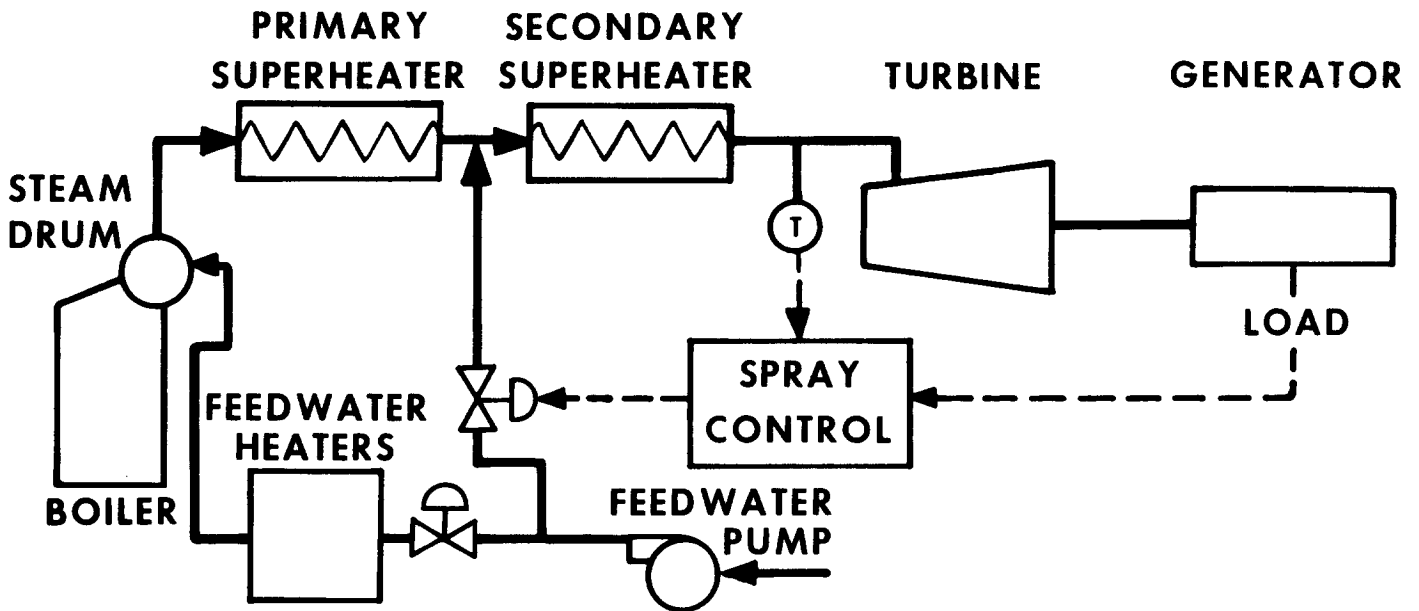 PRIMARY
SUPERHEATER
SECONDARY
SUPERHEATER
TURBINE
GENERATOR
STEAM
DRUM
T
LOAD
SPRAY
CONTROL
FEEDWATER
HEATERS
BOILER
FEEDWATER
PUMP